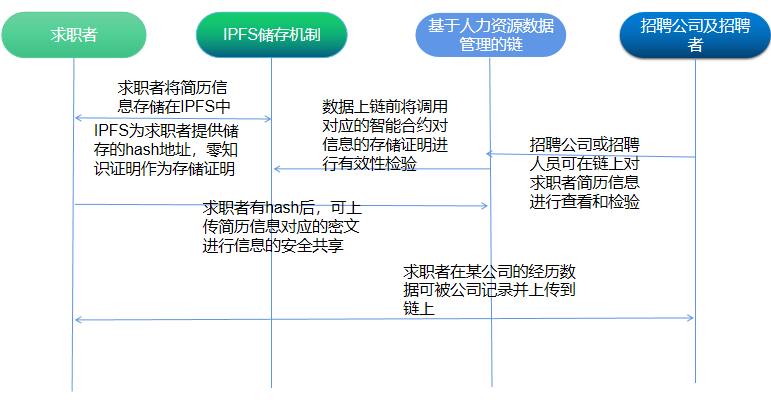 求职者
IPFS储存机制
基于人力资源数据
管理的链
招聘公司及招聘
者
求职者将简历信
息存储在IPFS中
IPFS为求职者提供储
存的hash地址，零知
识证明作为存储证明
数据上链前将调用
对应的智能合约对
信息的存储证明进
行有效性检验
招聘公司或招聘
人员可在链上对
求职者简历信息
进行查看和检验
求职者有hash后，可上
传简历信息对应的密文
进行信息的安全共享
求职者在某公司的经历数
据可被公司记录并上传到
链上